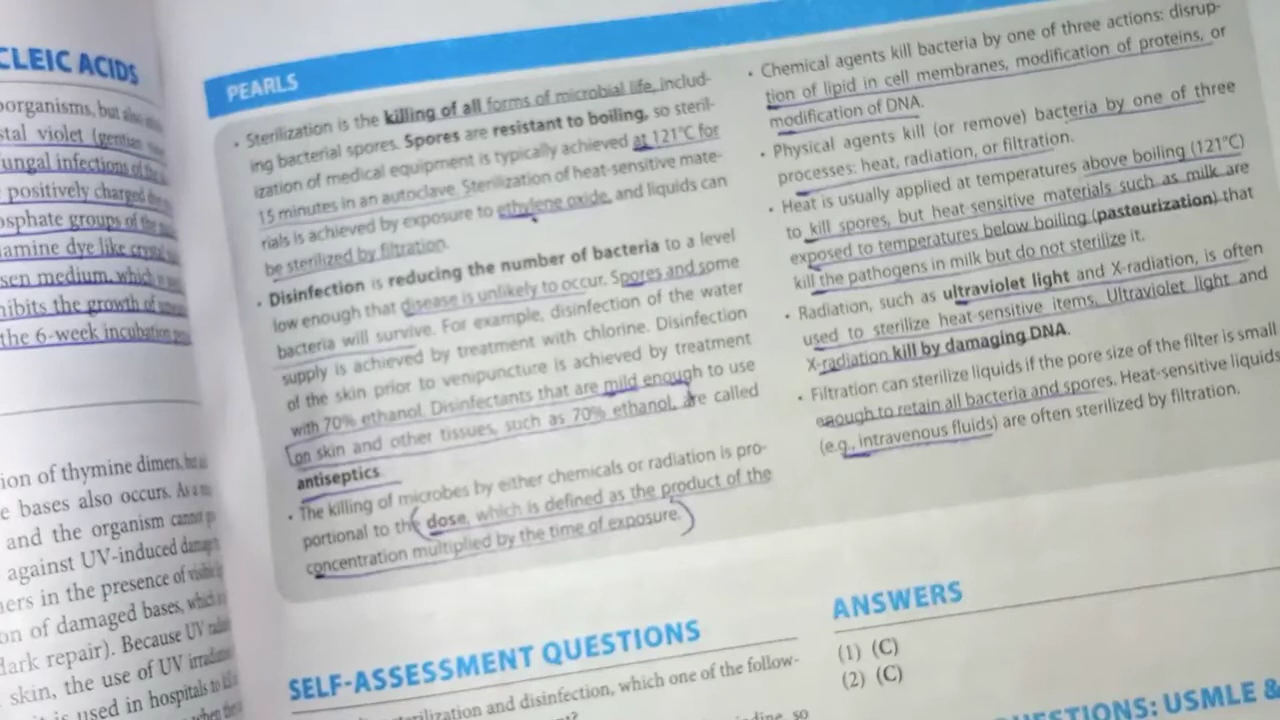 CLEIC ACIDS
oorganisms, but also
stal violet (gentian
ungal infections of the
positively charged
osphate groups of the
amine dye like crystal
sen medium, which is
hibits the growth of
the 6-week incubation
ion of thymine dimers, but
e bases also occurs. As a
and the organism cannot
against UV-induced damage
ners in the presence of visible
on of damaged bases, which
dark repair). Because UV
skin, the use of UV
is used in hospitals to kill
when the
PEARLS
• Sterilization is the killing of all forms of microbial life, includ-
ing bacterial spores. Spores are resistant to boiling, so steril-
ization of medical equipment is typically achieved at 121°C for
15 minutes in an autoclave. Sterilization of heat-sensitive mate-
rials is achieved by exposure to ethylene oxide, and liquids can
be sterilized by filtration.
• Disinfection is reducing the number of bacteria to a level
low enough that disease is unlikely to occur. Spores and some
bacteria will survive. For example, disinfection of the water
supply is achieved by treatment with chlorine. Disinfection
of the skin prior to venipuncture is achieved by treatment
with 70% ethanol. Disinfectants that are mild enough to use
on skin and other tissues, such as 70% ethanol, are called
antiseptics.
• The killing of microbes by either chemicals or radiation is pro-
portional to the dose, which is defined as the product of the
concentration multiplied by the time of exposure.
• Chemical agents kill bacteria by one of three actions: disrup-
tion of lipid in cell membranes, modification of proteins, or
modification of DNA.
• Physical agents kill (or remove) bacteria by one of three
processes: heat, radiation, or filtration.
• Heat is usually applied at temperatures above boiling (121°C)
to kill spores, but heat-sensitive materials such as milk are
exposed to temperatures below boiling (pasteurization) that
kill the pathogens in milk but do not sterilize it.
• Radiation, such as ultraviolet light and X-radiation, is often
used to sterilize heat-sensitive items. Ultraviolet light and
X-radiation kill by damaging DNA.
• Filtration can sterilize liquids if the pore size of the filter is small
enough to retain all bacteria and spores. Heat-sensitive liquids
(e.g., intravenous fluids) are often sterilized by filtration.
SELF-ASSESSMENT QUESTIONS
sterilization and disinfection, which one of the follow-
so
ANSWERS
(1) (C)
(2) (C)
ESTIONS: USMLE &